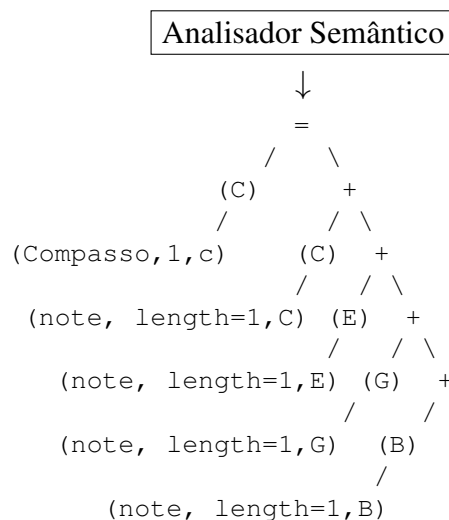 Analisador Semântico
↓
=
/ \
(C) +
/ / \
(Compasso,1,c) (C) +
/ / \
(note, length=1,C) (E) +
/ / \
(note, length=1,E) (G) +
/ /
(note, length=1,G) (B)
/
(note, length=1,B)